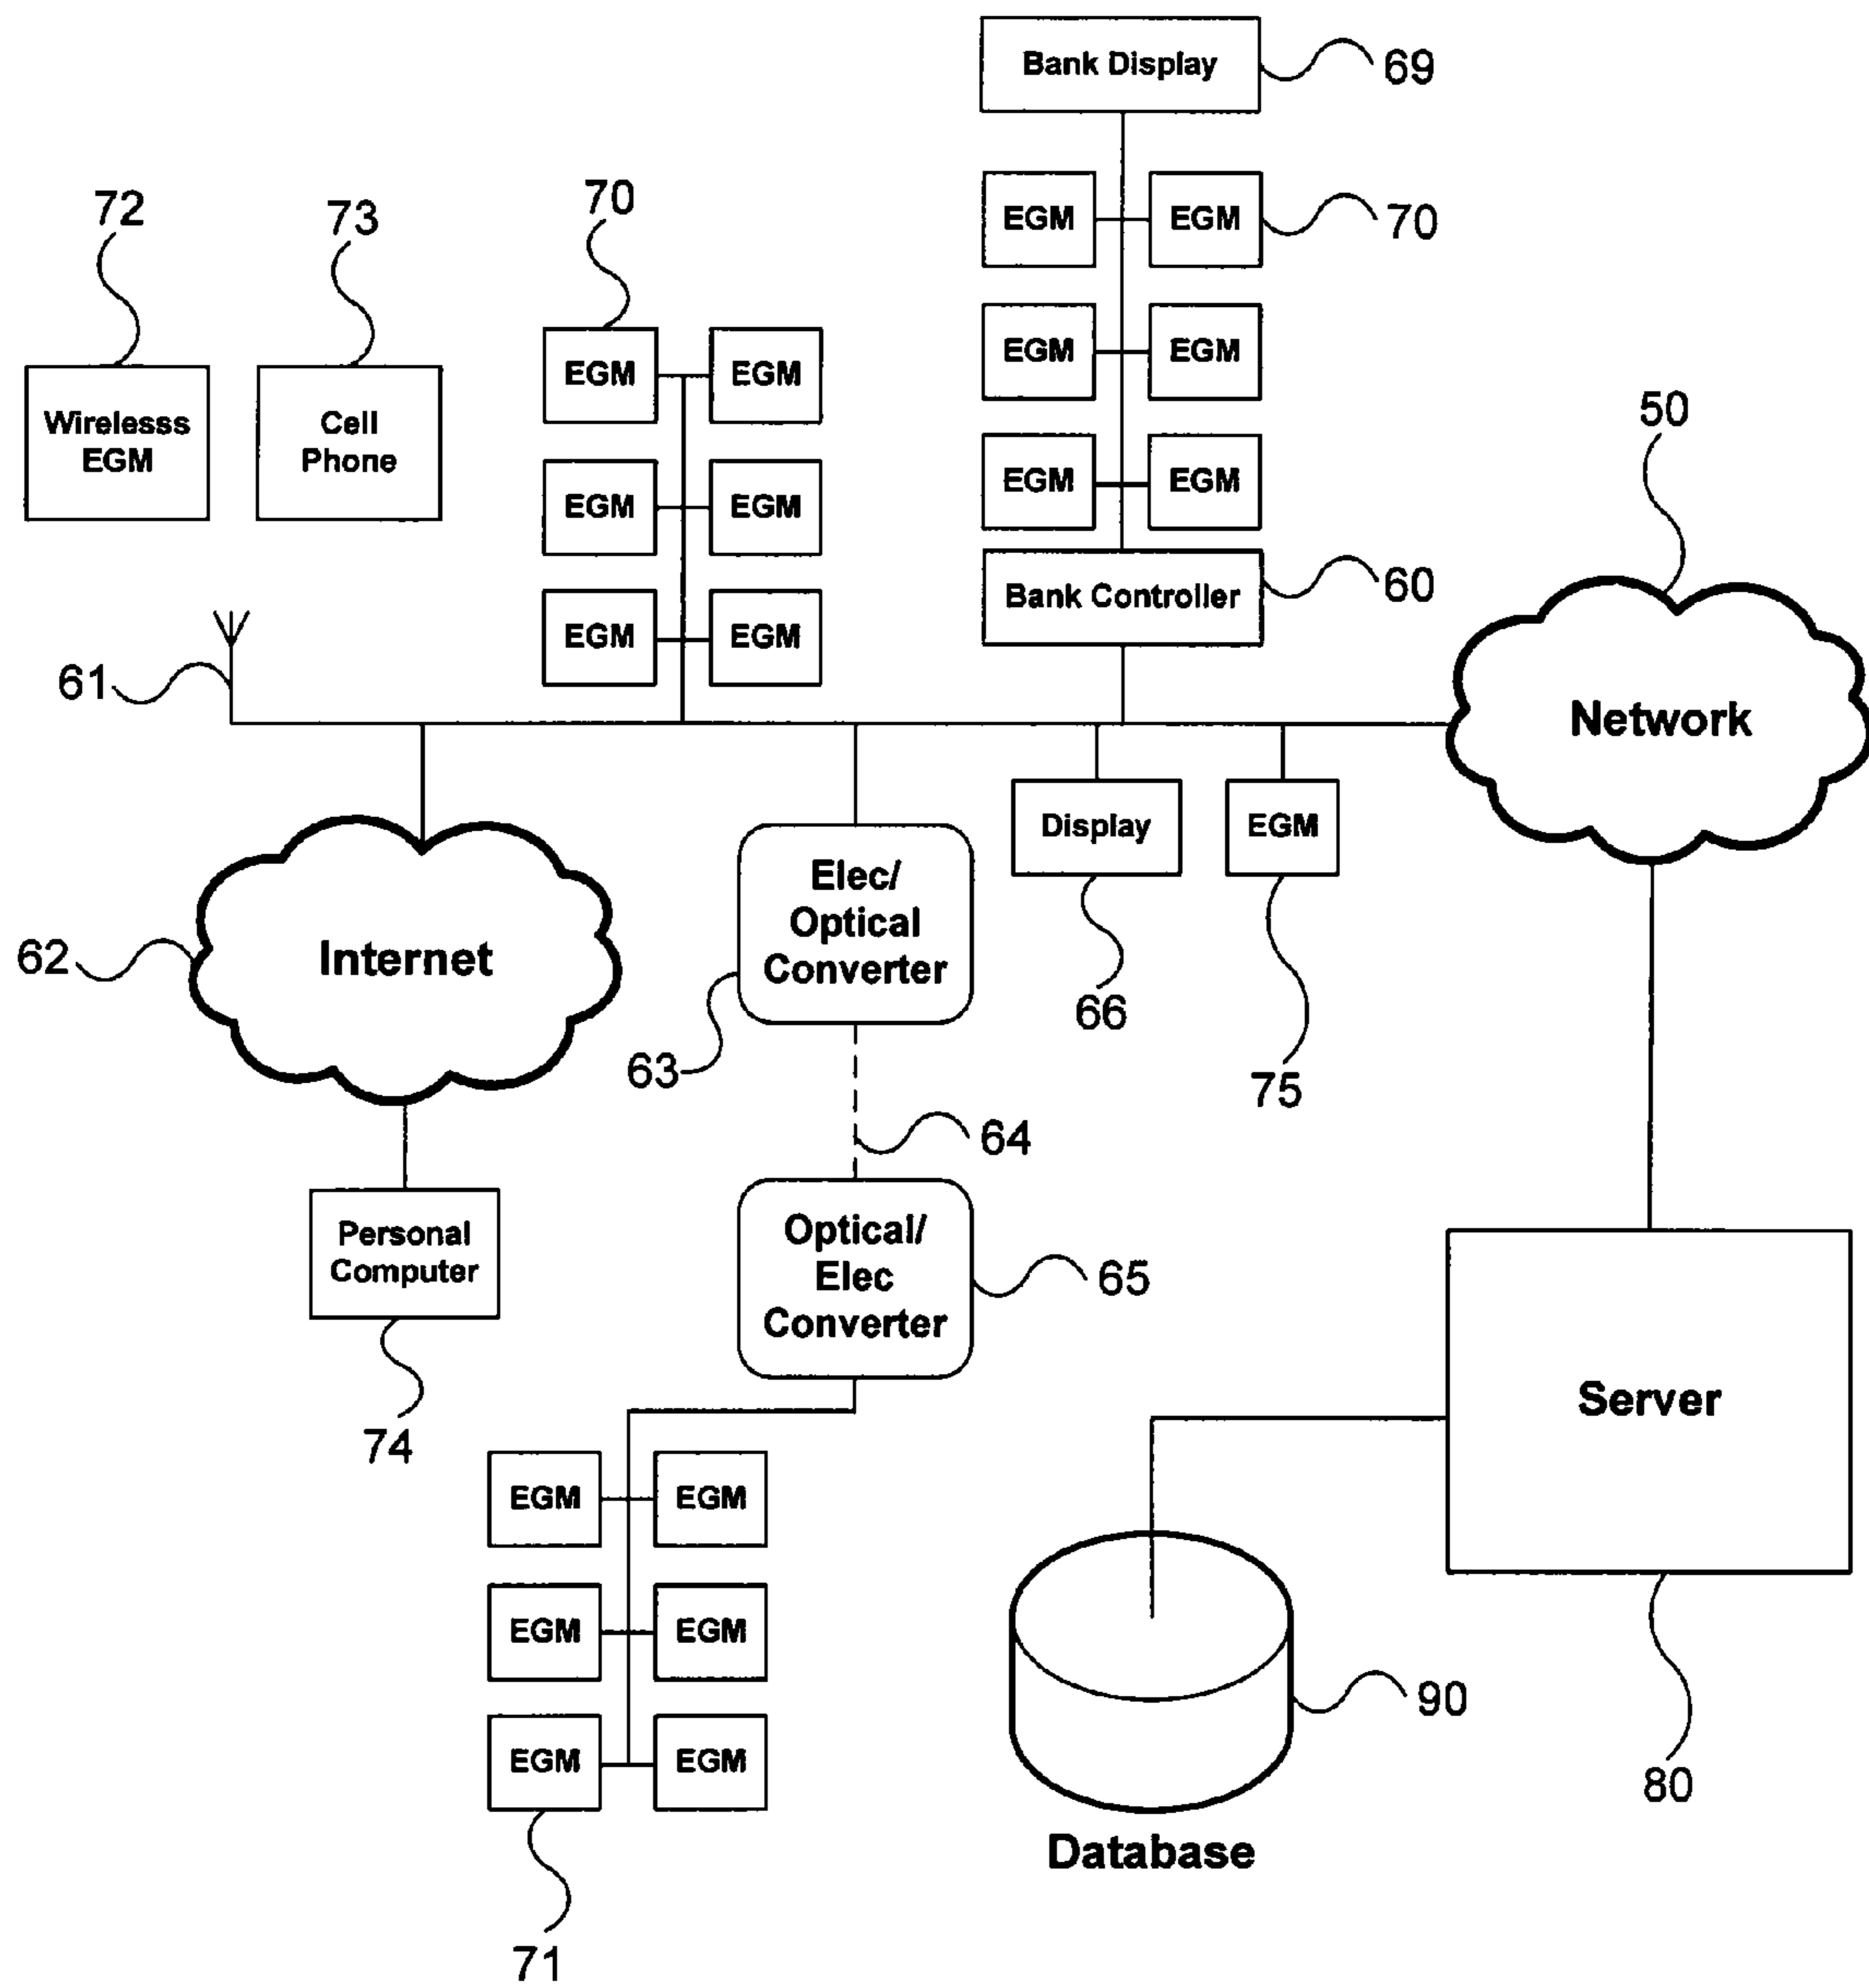 Bank Display
69
72
73
70
EGM
EGM
70
EGM
EGM
Wirelesss
EGM
Cell
Phone
EGM
EGM
50
EGM
EGM
EGM
EGM
EGM
EGM
Bank Controller
60
61
Network
Display
EGM
Internet
62
Elec/
Optical
Converter
63
66
75
64
Personal
Computer
74
Optical/
Elec
Converter
65
Server
EGM
EGM
EGM
EGM
EGM
EGM
71
90
80
Database